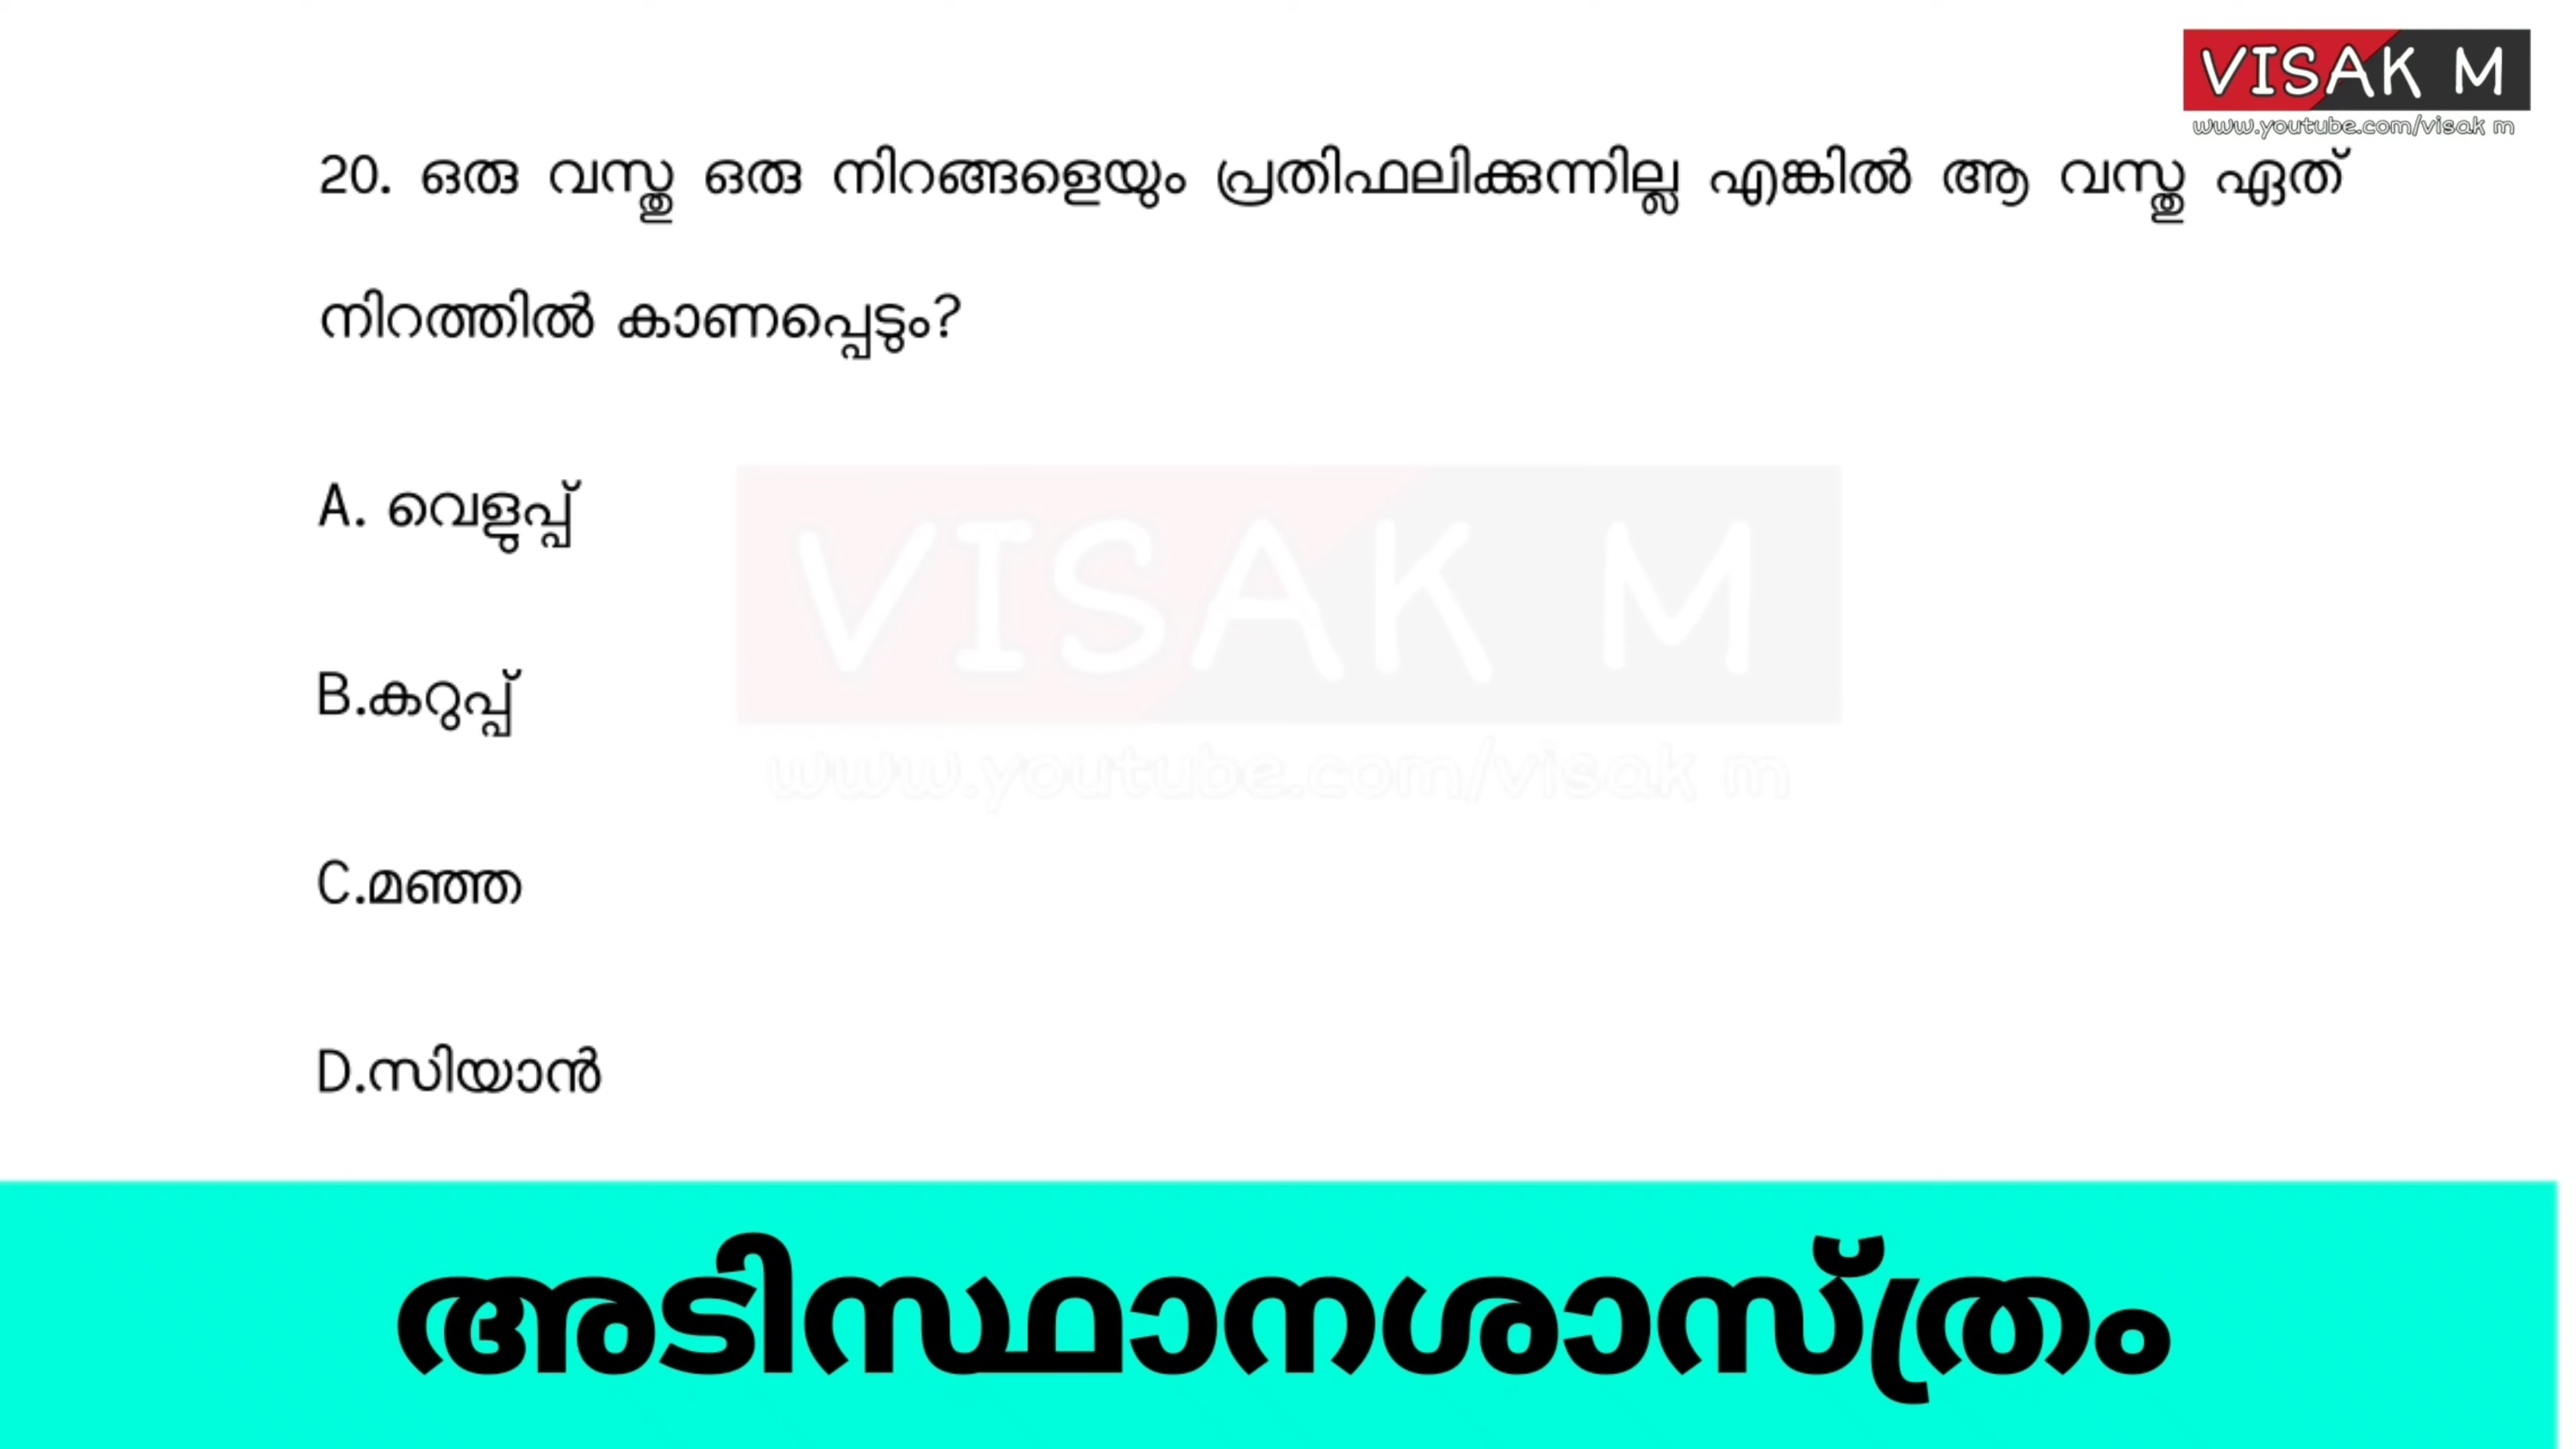 VISAK M
www.youtube.com/visak m
20. ഒരു വസ്തു ഒരു നിറങ്ങളെയും പ്രതിഫലിക്കുന്നില്ല എങ്കിൽ ആ വസ്തു ഏത്
നിറത്തിൽ കാണപ്പെടും?
A. വെളുപ്പ്
VISAK M
B.കറുപ്പ്
www.youtube.com/visak m
C.മഞ്ഞ
D.സിയാൻ
അടിസ്ഥാനശാസ്ത്രം